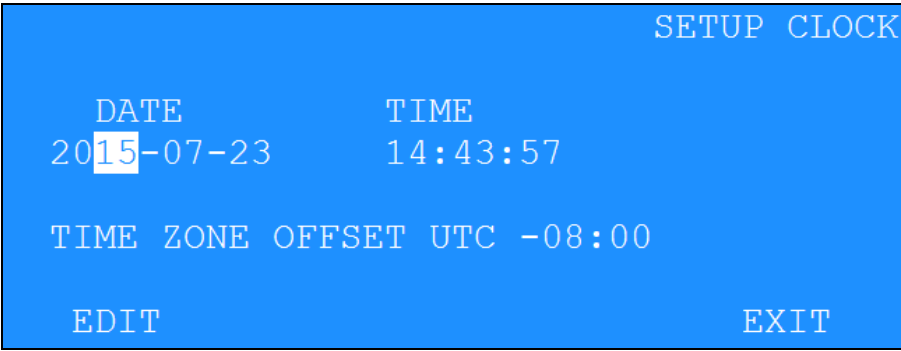 SETUP CLOCK
DATE TIME
2015-07-23 14:43:57
TIME ZONE OFFSET UTC -08:00
EDIT EXIT